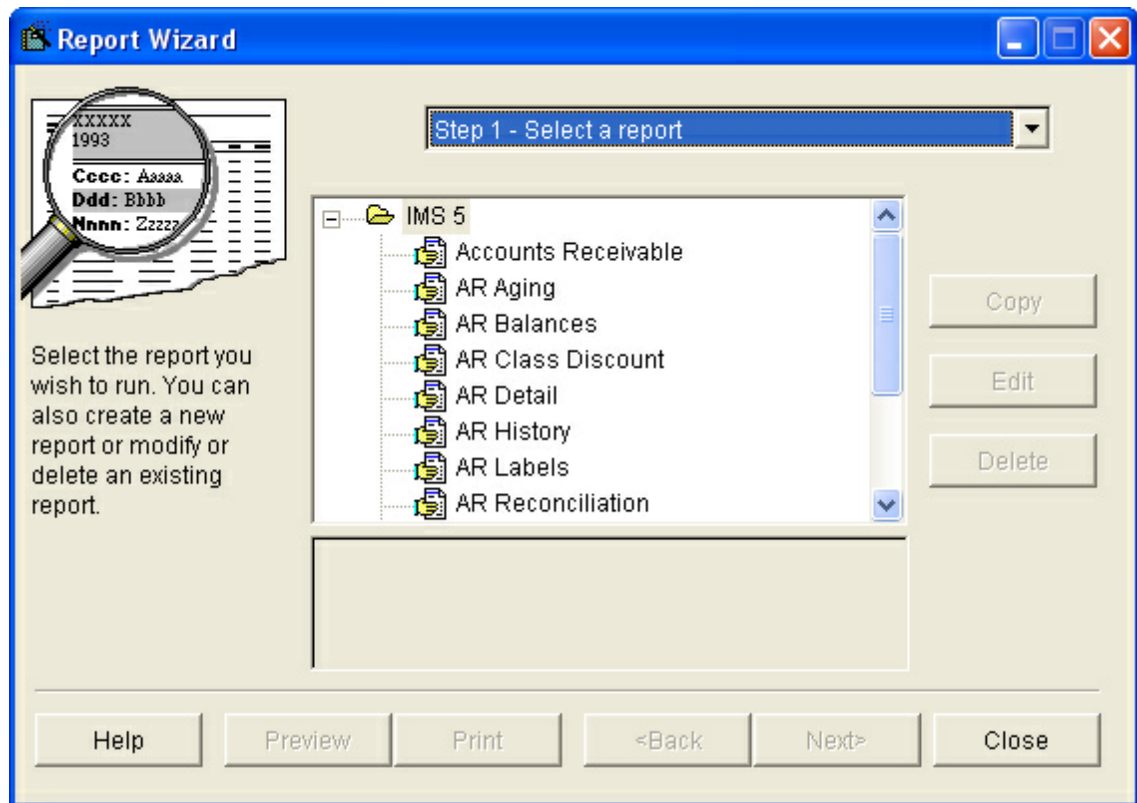 Report Wizard
XXXXX
1993
Cccc: Aaaaa
Ddd: Bbbb
Nnnn: Zzzzz
Step 1 - Select a report
Select the report you
wish to run. You can
also create a new
report or modify or
delete an existing
report.
IMS 5
Accounts Receivable
AR Aging
AR Balances
AR Class Discount
AR Detail
AR History
AR Labels
AR Reconciliation
Copy
Edit
Delete
Help
Preview
Print
<Back
Next>
Close